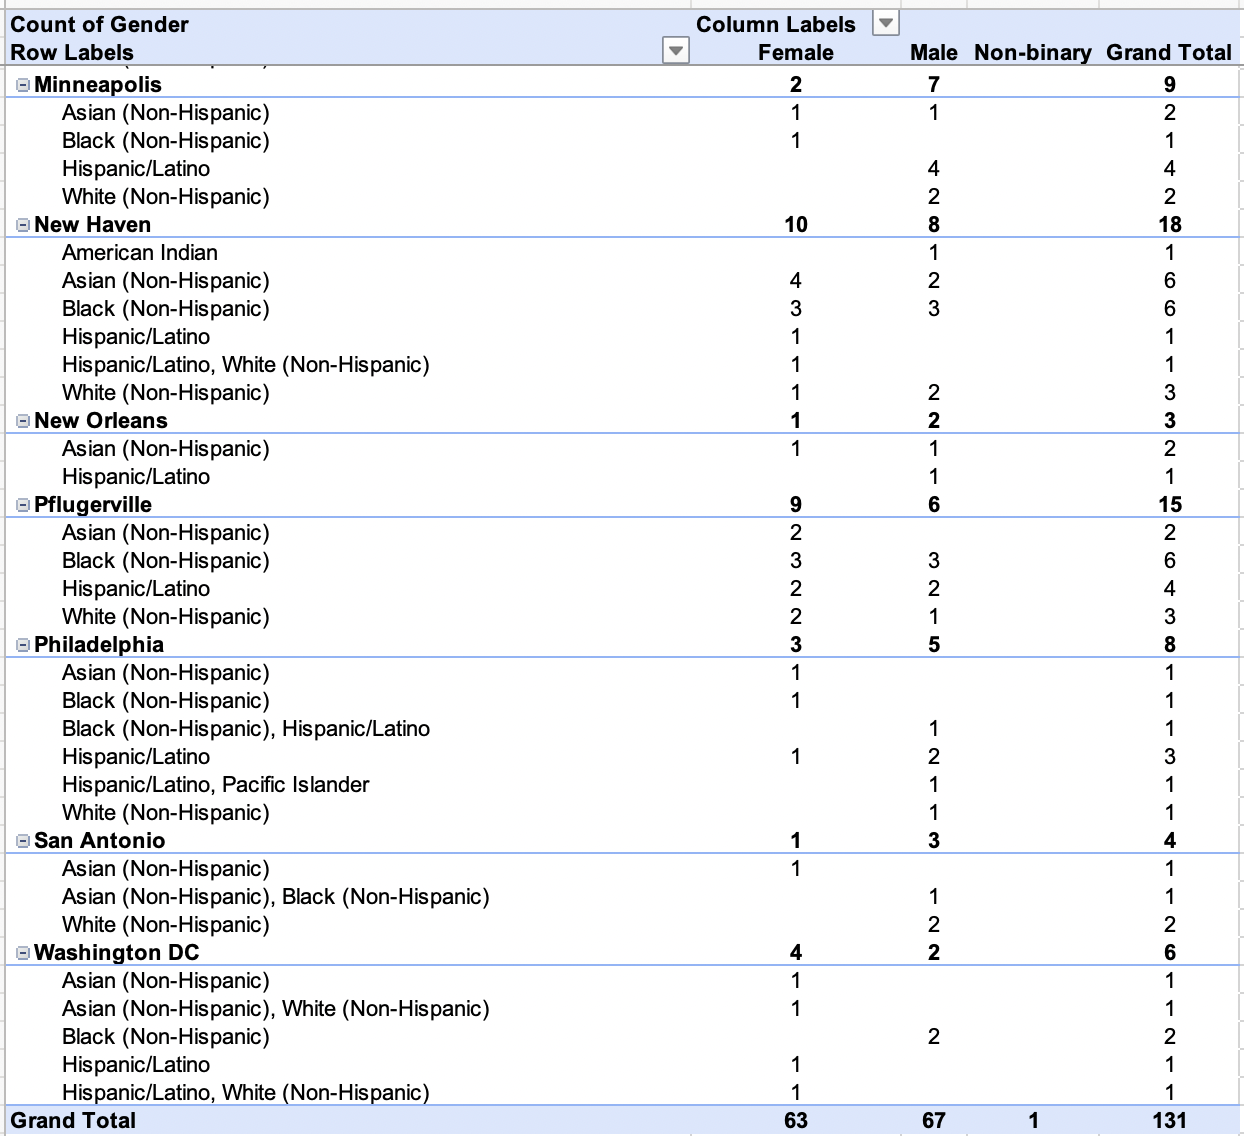 Count of Gender Column Labels
Row Labels Female Male Non-binary Grand Total
Minneapolis 2 7 9
Asian (Non-Hispanic) 1 1 2
Black (Non-Hispanic) 1 1
Hispanic/Latino 4 4
White (Non-Hispanic) 2 2
New Haven 10 8 18
American Indian 1 1
Asian (Non-Hispanic) 4 2 6
Black (Non-Hispanic) 3 3 6
Hispanic/Latino 1 1
Hispanic/Latino, White (Non-Hispanic) 1 1
White (Non-Hispanic) 1 2 3
New Orleans 1 2 3
Asian (Non-Hispanic) 1 1 2
Hispanic/Latino 1 1
Pflugerville 9 6 15
Asian (Non-Hispanic) 2 2
Black (Non-Hispanic) 3 3 6
Hispanic/Latino 2 2 4
White (Non-Hispanic) 2 1 3
Philadelphia 3 5 8
Asian (Non-Hispanic) 1 1
Black (Non-Hispanic) 1 1
Black (Non-Hispanic), Hispanic/Latino 1 1
Hispanic/Latino 1 2 3
Hispanic/Latino, Pacific Islander 1 1
White (Non-Hispanic) 1 1
San Antonio 1 3 4
Asian (Non-Hispanic) 1 1
Asian (Non-Hispanic), Black (Non-Hispanic) 1 1
White (Non-Hispanic) 2 2
Washington DC 4 2 6
Asian (Non-Hispanic) 1 1
Asian (Non-Hispanic), White (Non-Hispanic) 1 1
Black (Non-Hispanic) 2 2
Hispanic/Latino 1 1
Hispanic/Latino, White (Non-Hispanic) 1 1
Grand Total 63 67 1 131